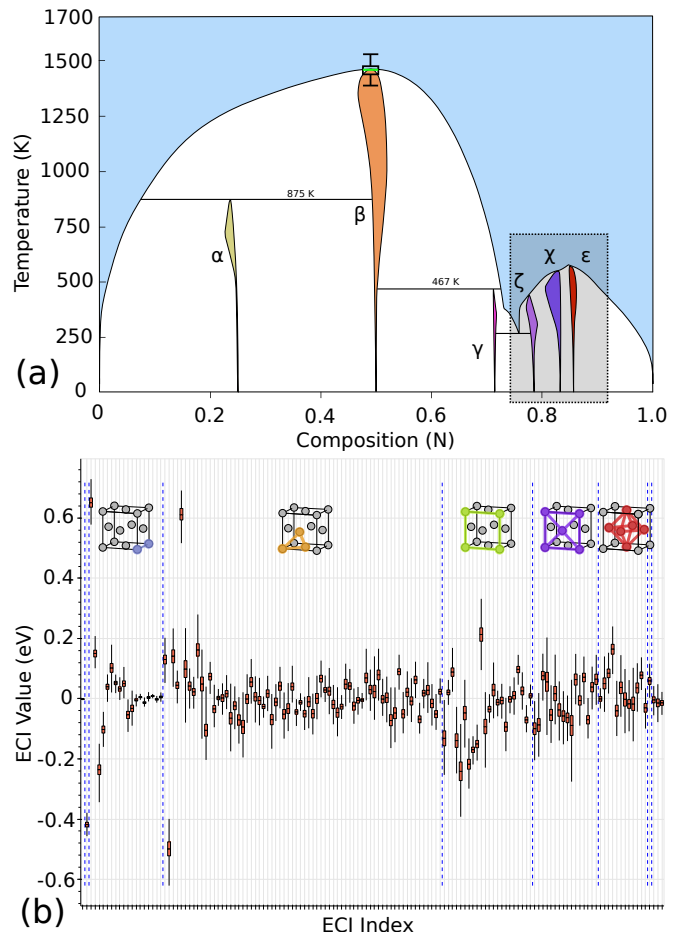 1700
1500
1250
1000
750
500
250
0
Temperature (K)
875 K
467 K
α
β
γ
ζ
χ
ε
(a)
0
0.2
0.4
0.6
0.8
1.0
Composition (N)
0.6
0.4
0.2
0
-0.2
-0.4
-0.6
ECI Value (eV)
(b)
ECI Index